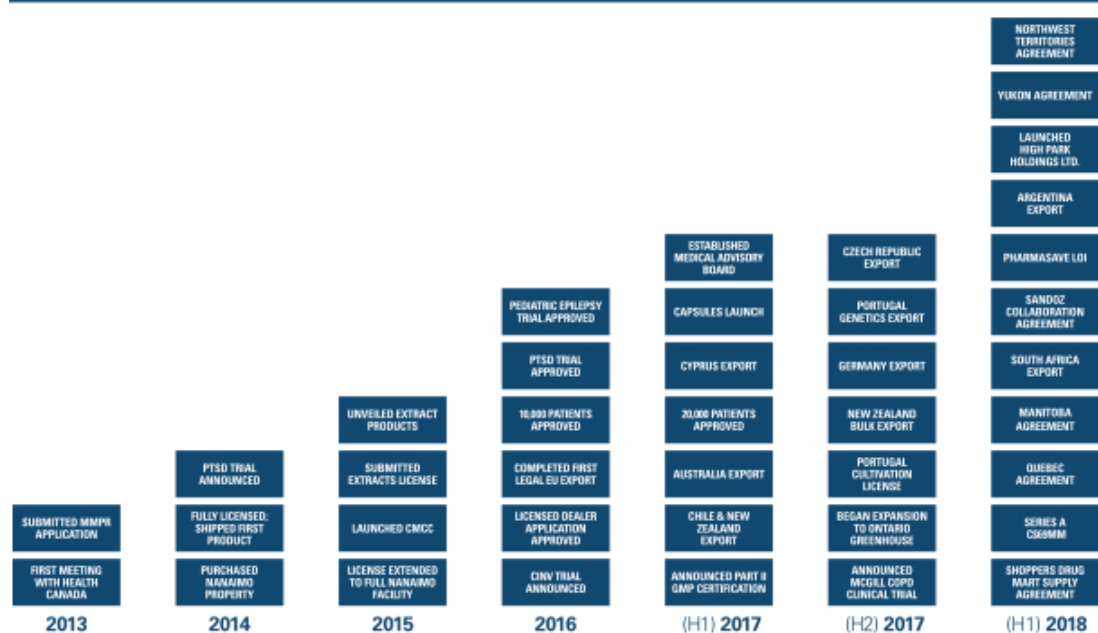 SUBMITTED MMPR
APPLICATION
FIRST MEETING
WITH HEALTH
CANADA
2013
PTSD TRIAL
ANNOUNCED
FULLY LICENSED;
SHIPPED FIRST
PRODUCT
PURCHASED
NANAIMO
PROPERTY
2014
UNVEILED EXTRACT
PRODUCTS
SUBMITTED
EXTRACTS LICENSE
LAUNCHED CMCC
LICENSE EXTENDED
TO FULL NANAIMO
FACILITY
2015
PEDIATRIC EPILEPSY
TRIAL APPROVED
PTSD TRIAL
APPROVED
10,000 PATIENTS
APPROVED
COMPLETED FIRST
LEGAL EU EXPORT
LICENSED DEALER
APPLICATION
APPROVED
CINV TRIAL
ANNOUNCED
2016
ESTABLISHED
MEDICAL ADVISORY
BOARD
CAPSULES LAUNCH
CYPRUS EXPORT
20,000 PATIENTS
APPROVED
AUSTRALIA EXPORT
CHILE & NEW
ZEALAND
EXPORT
ANNOUNCED PART II
GMP CERTIFICATION
(H1) 2017
CZECH REPUBLIC
EXPORT
PORTUGAL
GENETICS EXPORT
GERMANY EXPORT
NEW ZEALAND
BULK EXPORT
PORTUGAL
CULTIVATION
LICENSE
BEGAN EXPANSION
TO ONTARIO
GREENHOUSE
ANNOUNCED
MCGILL COPD
CLINICAL TRIAL
(H2) 2017
NORTHWEST
TERRITORIES
AGREEMENT
YUKON AGREEMENT
LAUNCHED
HIGH PARK
HOLDINGS LTD.
ARGENTINA
EXPORT
PHARMASAVE LOI
SANDOZ
COLLABORATION
AGREEMENT
SOUTH AFRICA
EXPORT
MANITOBA
AGREEMENT
QUEBEC
AGREEMENT
SERIES A
C$69MM
SHOPPERS DRUG
MART SUPPLY
AGREEMENT
(H1) 2018